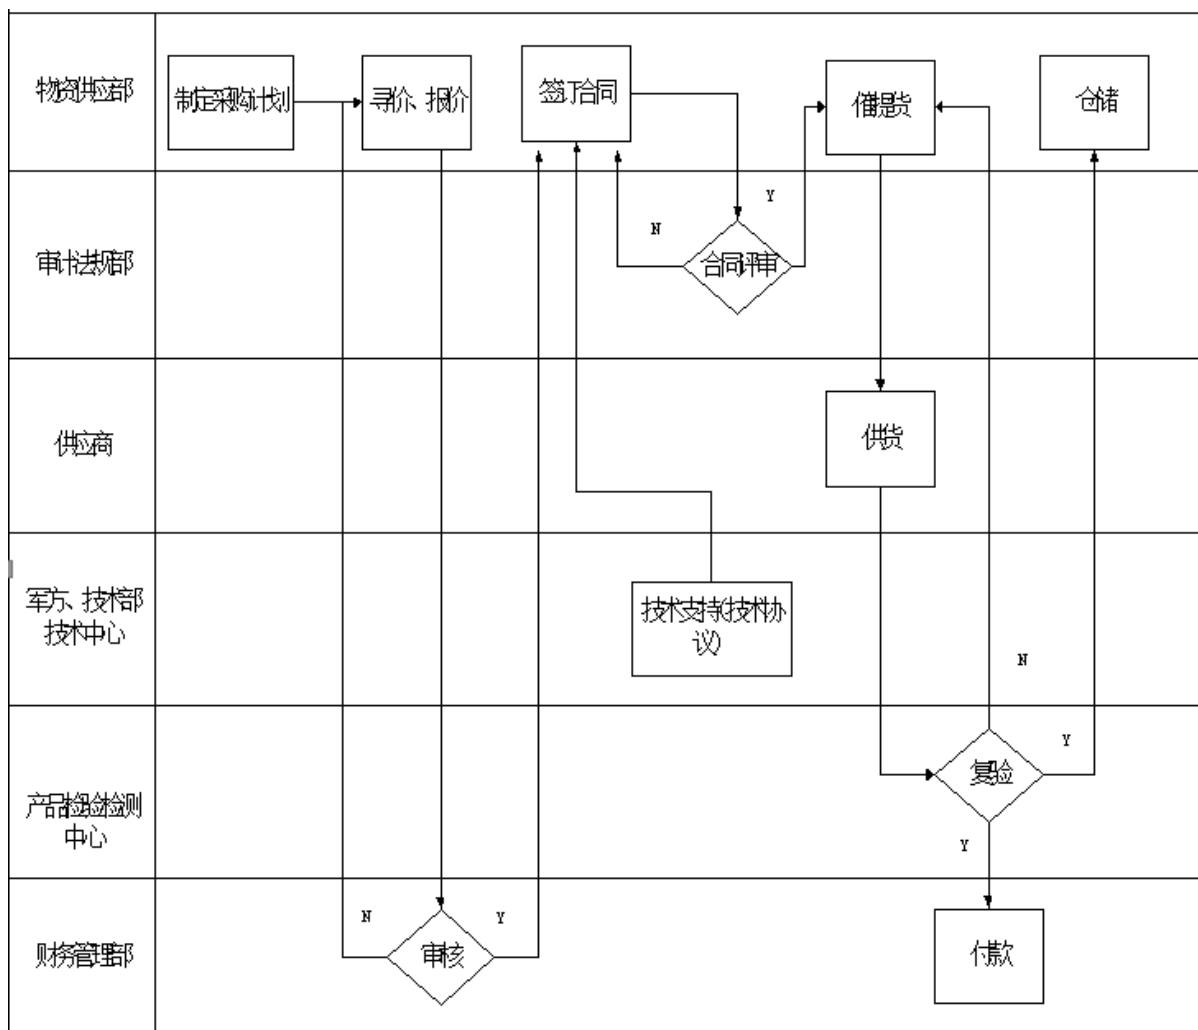 物资供应部
制定采购计划
寻价、报价
签订合同
催提货
仓储
Y
N
审计法规部
合同评审
供应商
供货
军方、技术部
技术中心
技术支持(技术协
议)
N
Y
复验
产品检验检测
中心
Y
N
Y
财务管理部
审核
付款